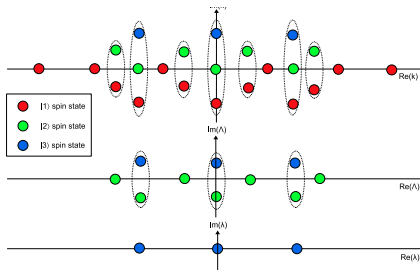 Re(k)
|1⟩ spin state
|2⟩ spin state
|3⟩ spin state
Im(Λ)
Re(Λ)
Im(λ)
Re(λ)